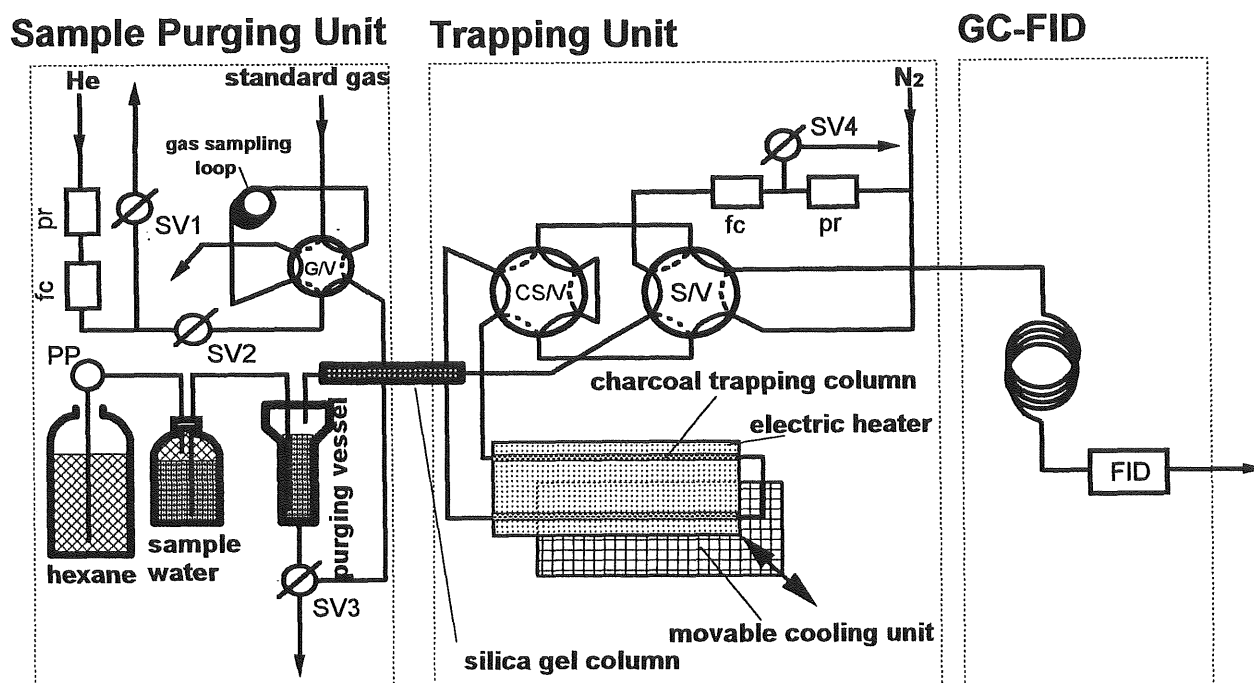 Sample Purging Unit
Trapping Unit
GC-FID
He
standard gas
gas sampling
loop
pr
fc
SV1
G/V
SV2
PP
hexane
sample
water
purging vessel
SV3
silica gel column
N2
SV4
fc
pr
CS/V
S/V
charcoal trapping column
electric heater
movable cooling unit
FID